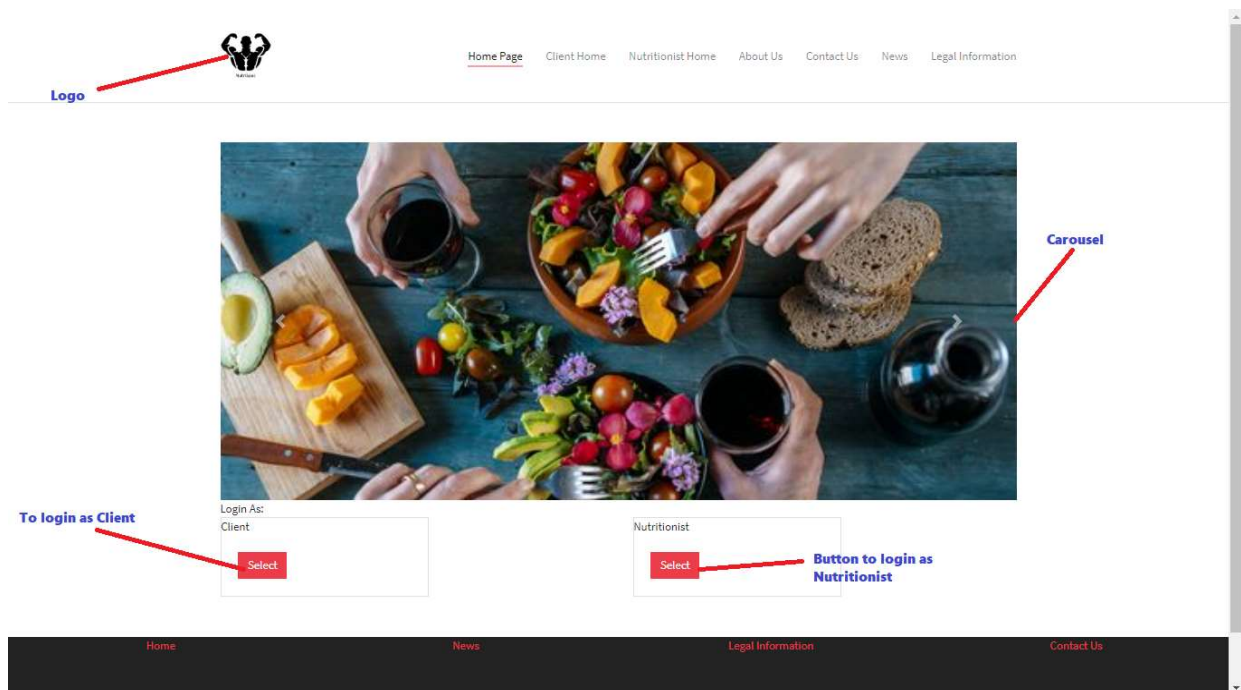 Home Page Client Home Nutritionist Home About Us Contact Us News Legal Information
Logo
Carousel
Login As:
To login as Client
Client
Nutritionist
Select
Select
Button to login as
Nutritionist
Home News Legal Information Contact Us